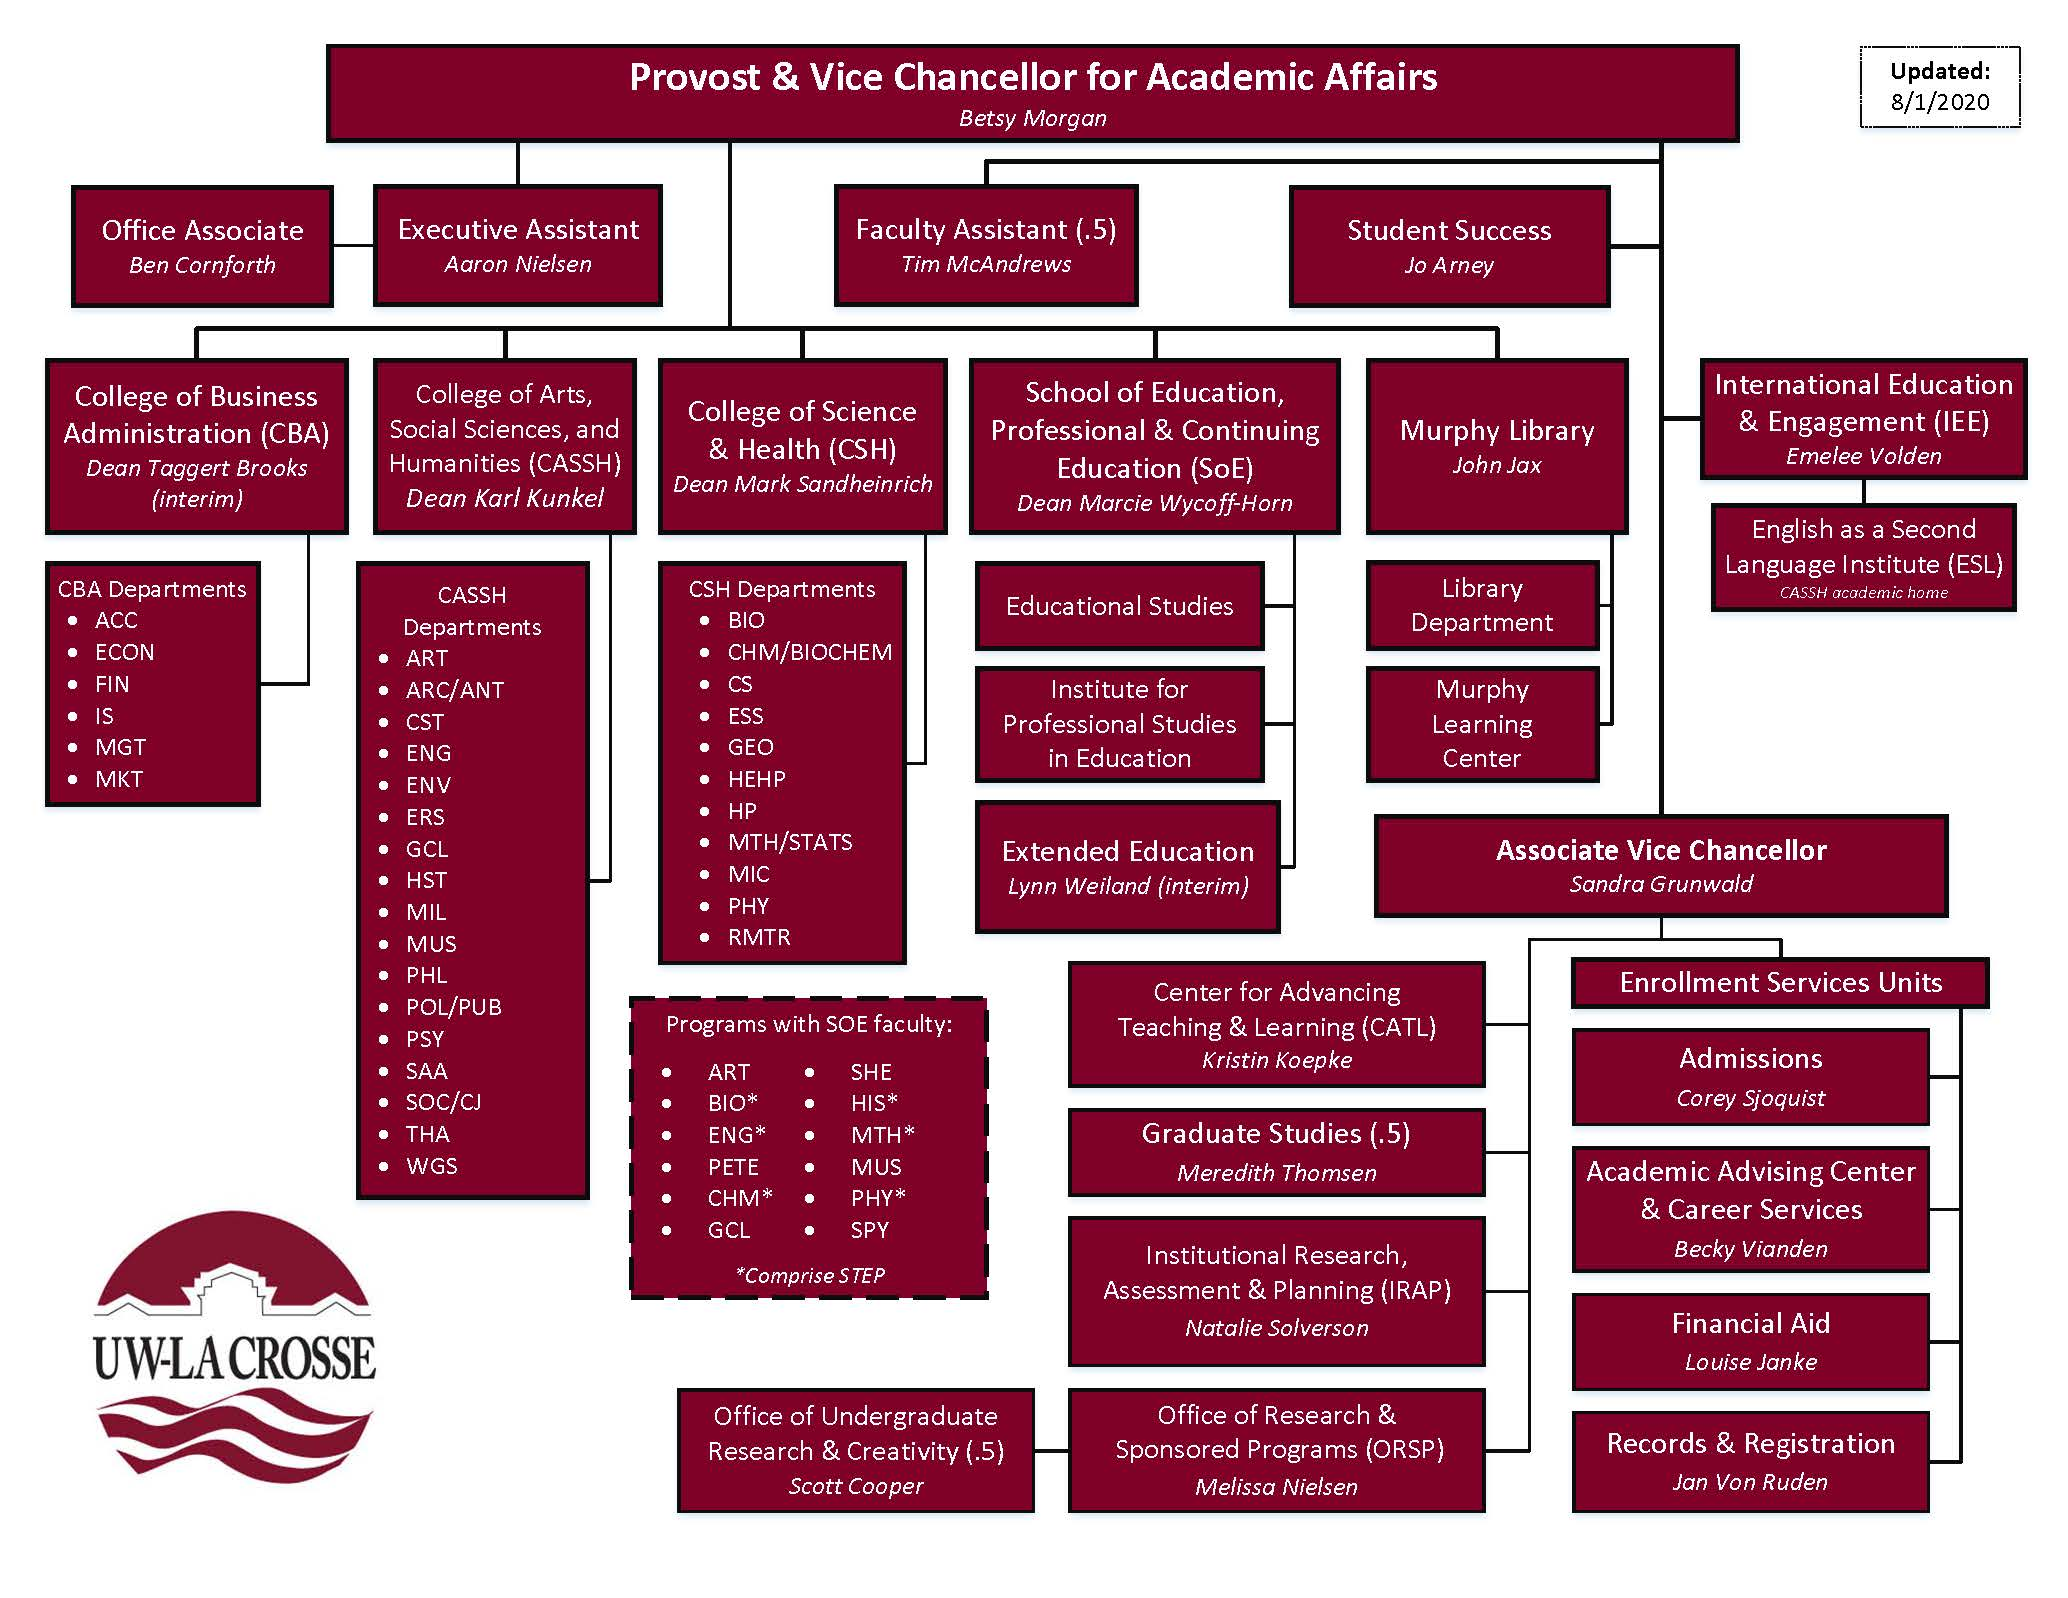 Provost & Vice Chancellor for Academic Affairs
Betsy Morgan
Updated:
8/1/2020
Office Associate
Ben Cornforth
Executive Assistant
Aaron Nielsen
Faculty Assistant (.5)
Tim McAndrews
Student Success
Jo Arney
College of Business
Administration (CBA)
Dean Taggert Brooks
(interim)
College of Arts,
Social Sciences, and
Humanities (CASSH)
Dean Karl Kunkel
College of Science
& Health (CSH)
Dean Mark Sandheinrich
School of Education,
Professional & Continuing
Education (SoE)
Dean Marcie Wycoff-Horn
Murphy Library
John Jax
International Education
& Engagement (IEE)
Emelee Volden
English as a Second
Language Institute (ESL)
CASSH academic home
CBA Departments
• ACC
• ECON
• FIN
• IS
• MGT
• MKT
CASSH
Departments
• ART
• ARC/ANT
• CST
• ENG
• ENV
• ERS
• GCL
• HST
• MIL
• MUS
• PHL
• POL/PUB
• PSY
• SAA
• SOC/CJ
• THA
• WGS
CSH Departments
• BIO
• CHM/BIOCHEM
• CS
• ESS
• GEO
• HEHP
• HP
• MTH/STATS
• MIC
• PHY
• RMTR
Educational Studies
Institute for
Professional Studies
in Education
Extended Education
Lynn Weiland (interim)
Library
Department
Murphy
Learning
Center
Associate Vice Chancellor
Sandra Grunwald
Programs with SOE faculty:
• ART • SHE
• BIO* • HIS*
• ENG* • MTH*
• PETE • MUS
• CHM* • PHY*
• GCL • SPY
*Comprise STEP
Center for Advancing
Teaching & Learning (CATL)
Kristin Koepke
Graduate Studies (.5)
Meredith Thomsen
Institutional Research,
Assessment & Planning (IRAP)
Natalie Solverson
Office of Research &
Sponsored Programs (ORSP)
Melissa Nielsen
Office of Undergraduate
Research & Creativity (.5)
Scott Cooper
Enrollment Services Units
Admissions
Corey Sjoquist
Academic Advising Center
& Career Services
Becky Vianden
Financial Aid
Louise Janke
Records & Registration
Jan Von Ruden
UW-LA CROSSE